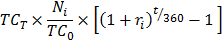 TC_T × N_i/TC_0 × [(1 + r_i)^{t/360} − 1]